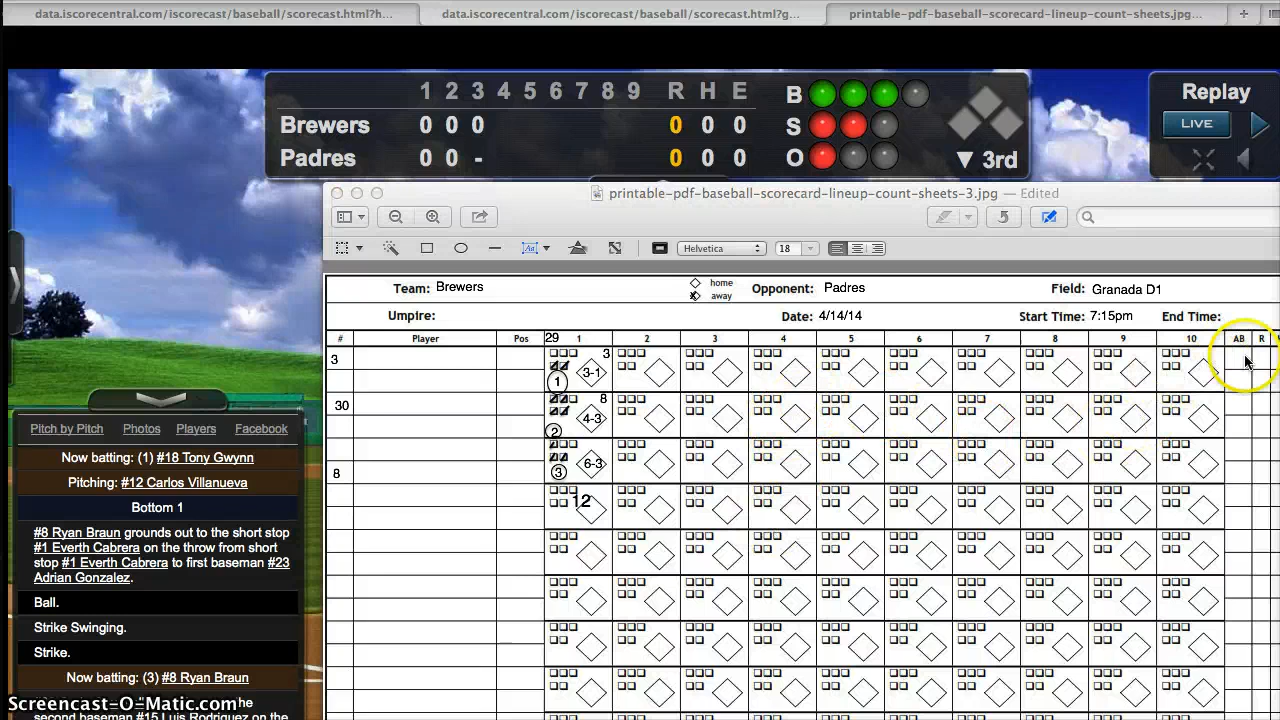 data.iscorecentral.com/iscorecast/baseball/scorecast.html?h...
data.iscorecentral.com/iscorecast/baseball/scorecast.html?g...
printable-pdf-baseball-scorecard-lineup-count-sheets.jpg...
1 2 3 4 5 6 7 8 9 R H E
Brewers 0 0 0 0 0 0
Padres 0 0 - 0 0 0
B
S
O
▼ 3rd
Replay
LIVE
printable-pdf-baseball-scorecard-lineup-count-sheets-3.jpg — Edited
Helvetica 18
Team: Brewers home away Opponent: Padres Field: Granada D1
Umpire: Date: 4/14/14 Start Time: 7:15pm End Time:
# Player Pos 29 1 2 3 4 5 6 7 8 9 10 AB R
3 3 3-1 1
30 8 4-3 2
8 6-3 3
12
Pitch by Pitch Photos Players Facebook
Now batting: (1) #18 Tony Gwynn
Pitching: #12 Carlos Villanueva
Bottom 1
#8 Ryan Braun grounds out to the short stop
#1 Everth Cabrera on the throw from short
stop #1 Everth Cabrera to first baseman #23
Adrian Gonzalez.
Ball.
Strike Swinging.
Strike.
Now batting: (3) #8 Ryan Braun
he
second baseman #15 Luis Rodriguez on the
Screencast-O-Matic.com